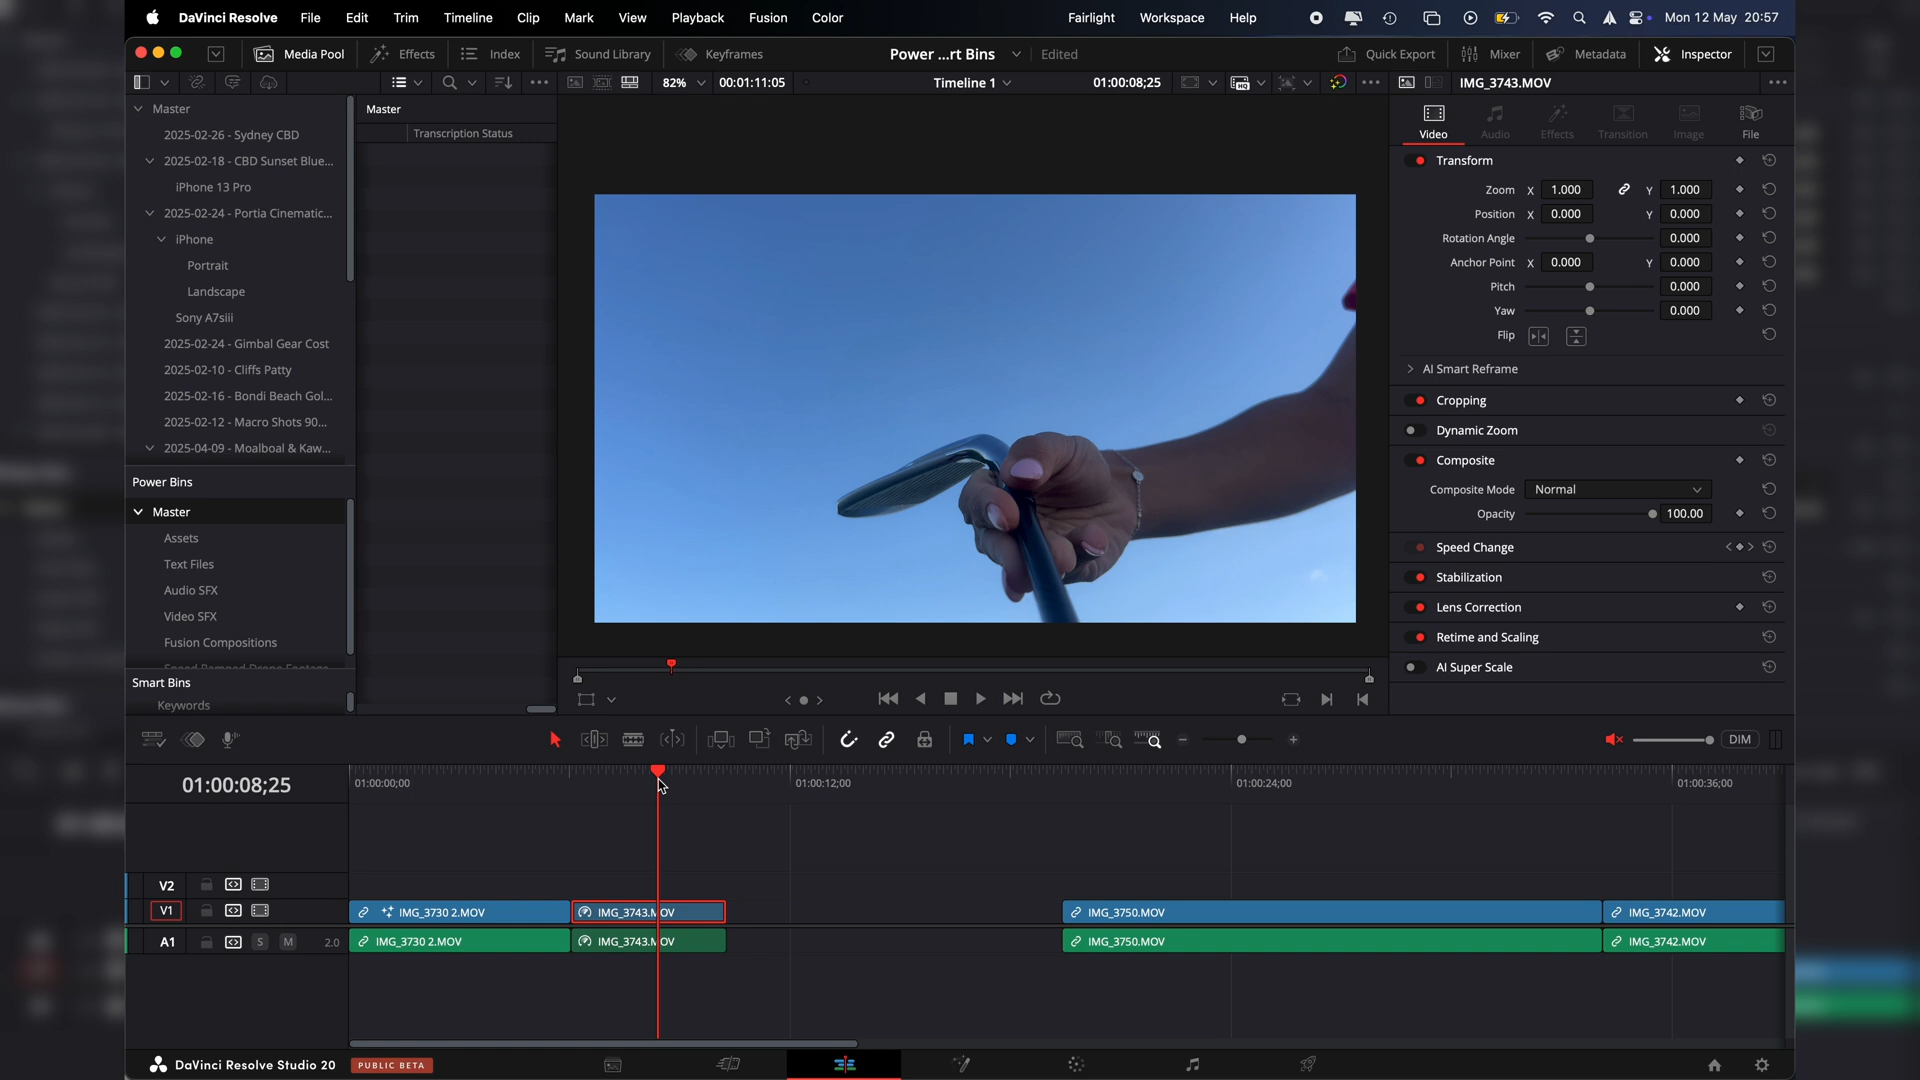 DaVinci Resolve File Edit Trim Timeline Clip Mark View Playback Fusion Color Fairlight Workspace Help Mon 12 May 20:57
Media Pool Effects Index Sound Library Keyframes Power ...rt Bins Edited Quick Export Mixer Metadata Inspector
82% 00:01:11:05 Timeline 1 01:00:08;25 IMG_3743.MOV
Master
2025-02-26 - Sydney CBD
2025-02-18 - CBD Sunset Blue...
iPhone 13 Pro
2025-02-24 - Portia Cinematic...
iPhone
Portrait
Landscape
Sony A7siii
2025-02-24 - Gimbal Gear Cost
2025-02-10 - Cliffs Patty
2025-02-16 - Bondi Beach Gol...
2025-02-12 - Macro Shots 90...
2025-04-09 - Moalboal & Kaw...
Power Bins
Master
Assets
Text Files
Audio SFX
Video SFX
Fusion Compositions
Speed Ramped Drone Footage
Smart Bins
Keywords
Master
Transcription Status
Video Audio Effects Transition Image File
Transform
Zoom X 1.000 Y 1.000
Position X 0.000 Y 0.000
Rotation Angle 0.000
Anchor Point X 0.000 Y 0.000
Pitch 0.000
Yaw 0.000
Flip
AI Smart Reframe
Cropping
Dynamic Zoom
Composite
Composite Mode Normal
Opacity 100.00
Speed Change
Stabilization
Lens Correction
Retime and Scaling
AI Super Scale
DIM
01:00:08;25 01:00:00;00 01:00:12;00 01:00:24;00 01:00:36;00
V2
V1 IMG_3730 2.MOV IMG_3743.MOV IMG_3750.MOV IMG_3742.MOV
A1 S M 2.0 IMG_3730 2.MOV IMG_3743.MOV IMG_3750.MOV IMG_3742.MOV
DaVinci Resolve Studio 20 PUBLIC BETA